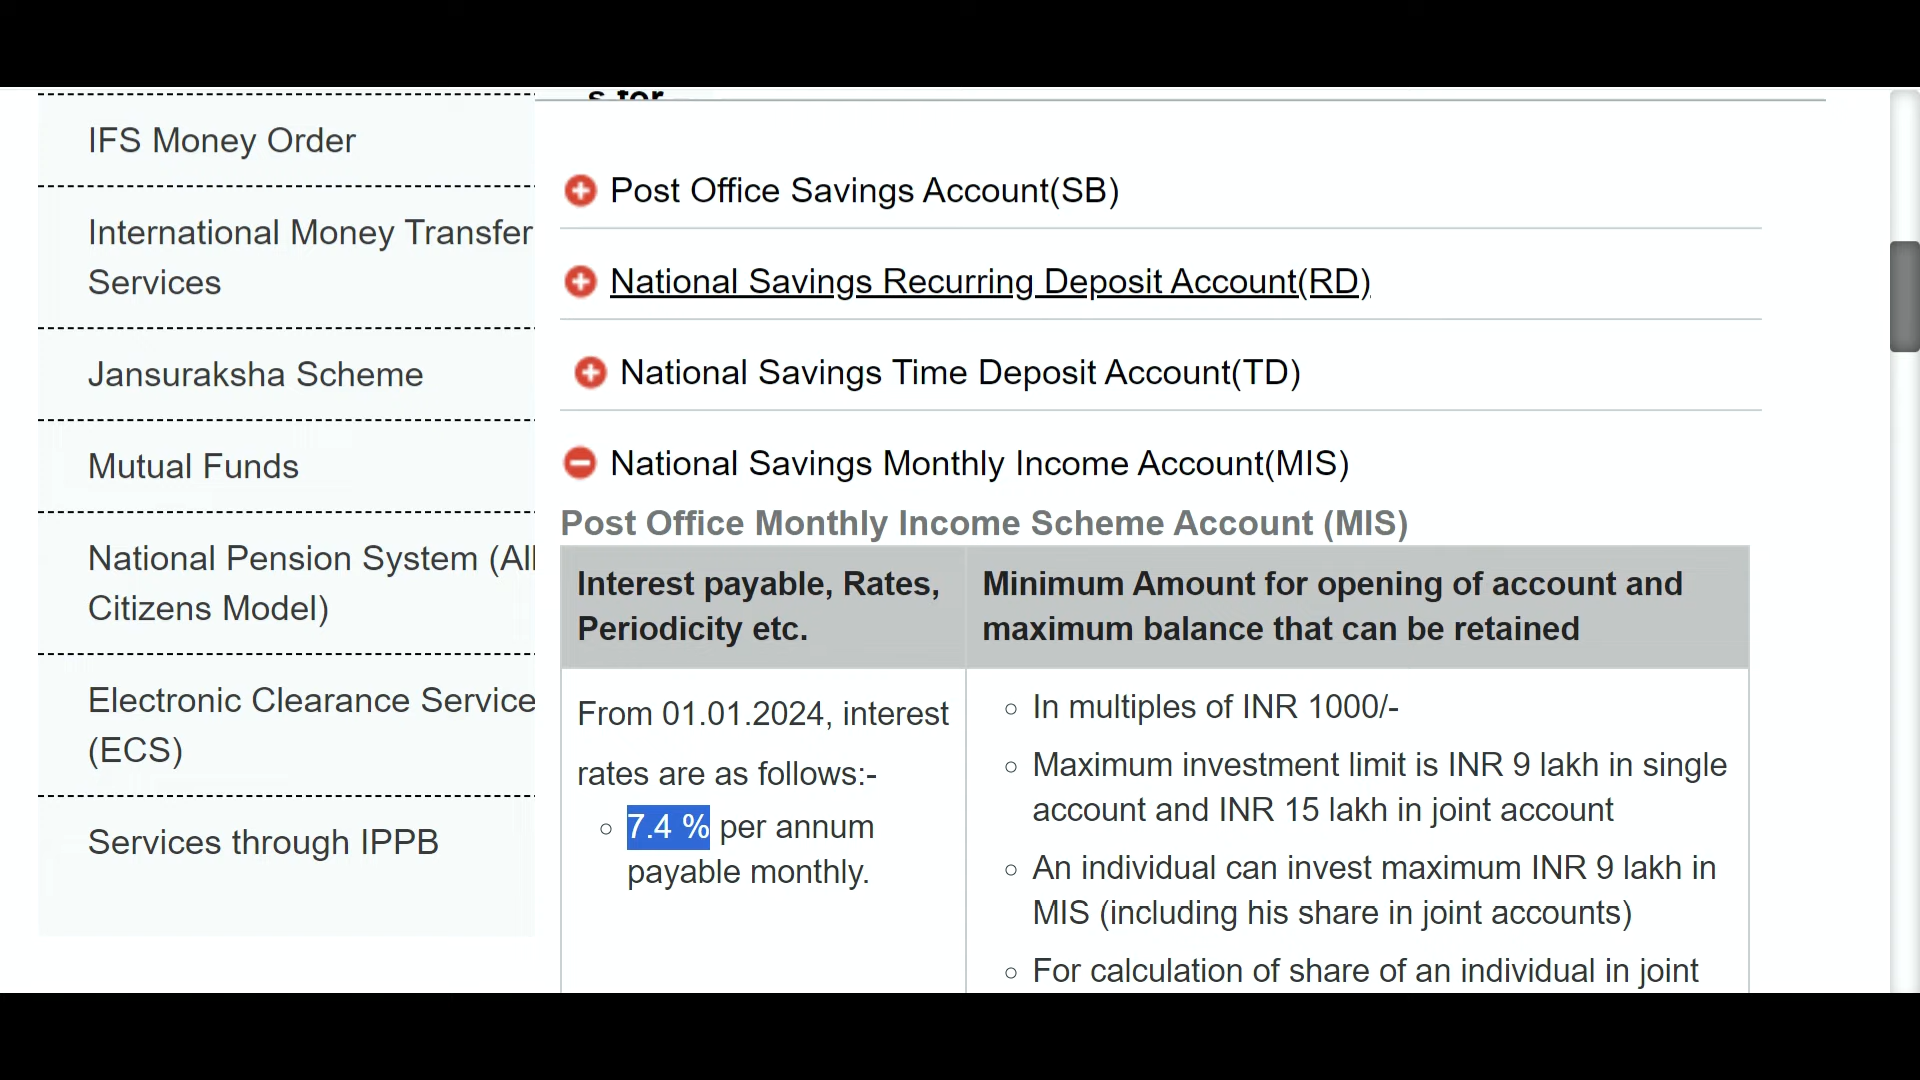 s for
IFS Money Order
International Money Transfer
Services
Jansuraksha Scheme
Mutual Funds
National Pension System (All
Citizens Model)
Electronic Clearance Service
(ECS)
Services through IPPB
Post Office Savings Account(SB)
National Savings Recurring Deposit Account(RD)
National Savings Time Deposit Account(TD)
National Savings Monthly Income Account(MIS)
Post Office Monthly Income Scheme Account (MIS)
Interest payable, Rates,
Periodicity etc.
Minimum Amount for opening of account and
maximum balance that can be retained
From 01.01.2024, interest
rates are as follows:-
7.4 % per annum
payable monthly.
In multiples of INR 1000/-
Maximum investment limit is INR 9 lakh in single
account and INR 15 lakh in joint account
An individual can invest maximum INR 9 lakh in
MIS (including his share in joint accounts)
For calculation of share of an individual in joint